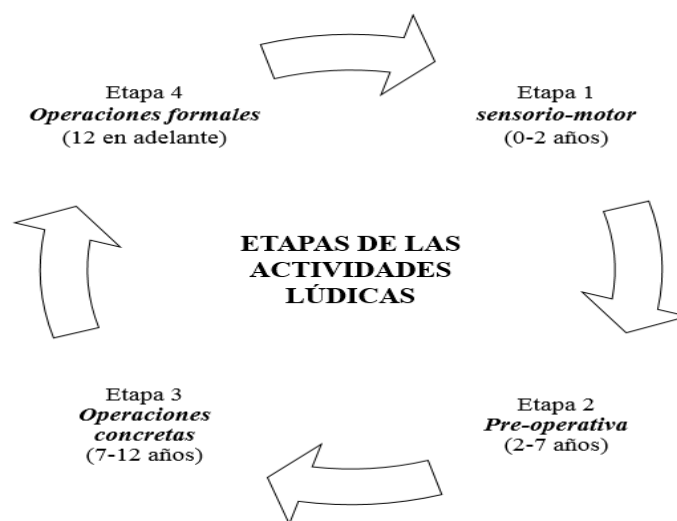 Etapa 4
Operaciones formales
(12 en adelante)
Etapa 1
sensorio-motor
(0-2 años)
ETAPAS DE LAS
ACTIVIDADES
LÚDICAS
Etapa 3
Operaciones
concretas
(7-12 años)
Etapa 2
Pre-operativa
(2-7 años)